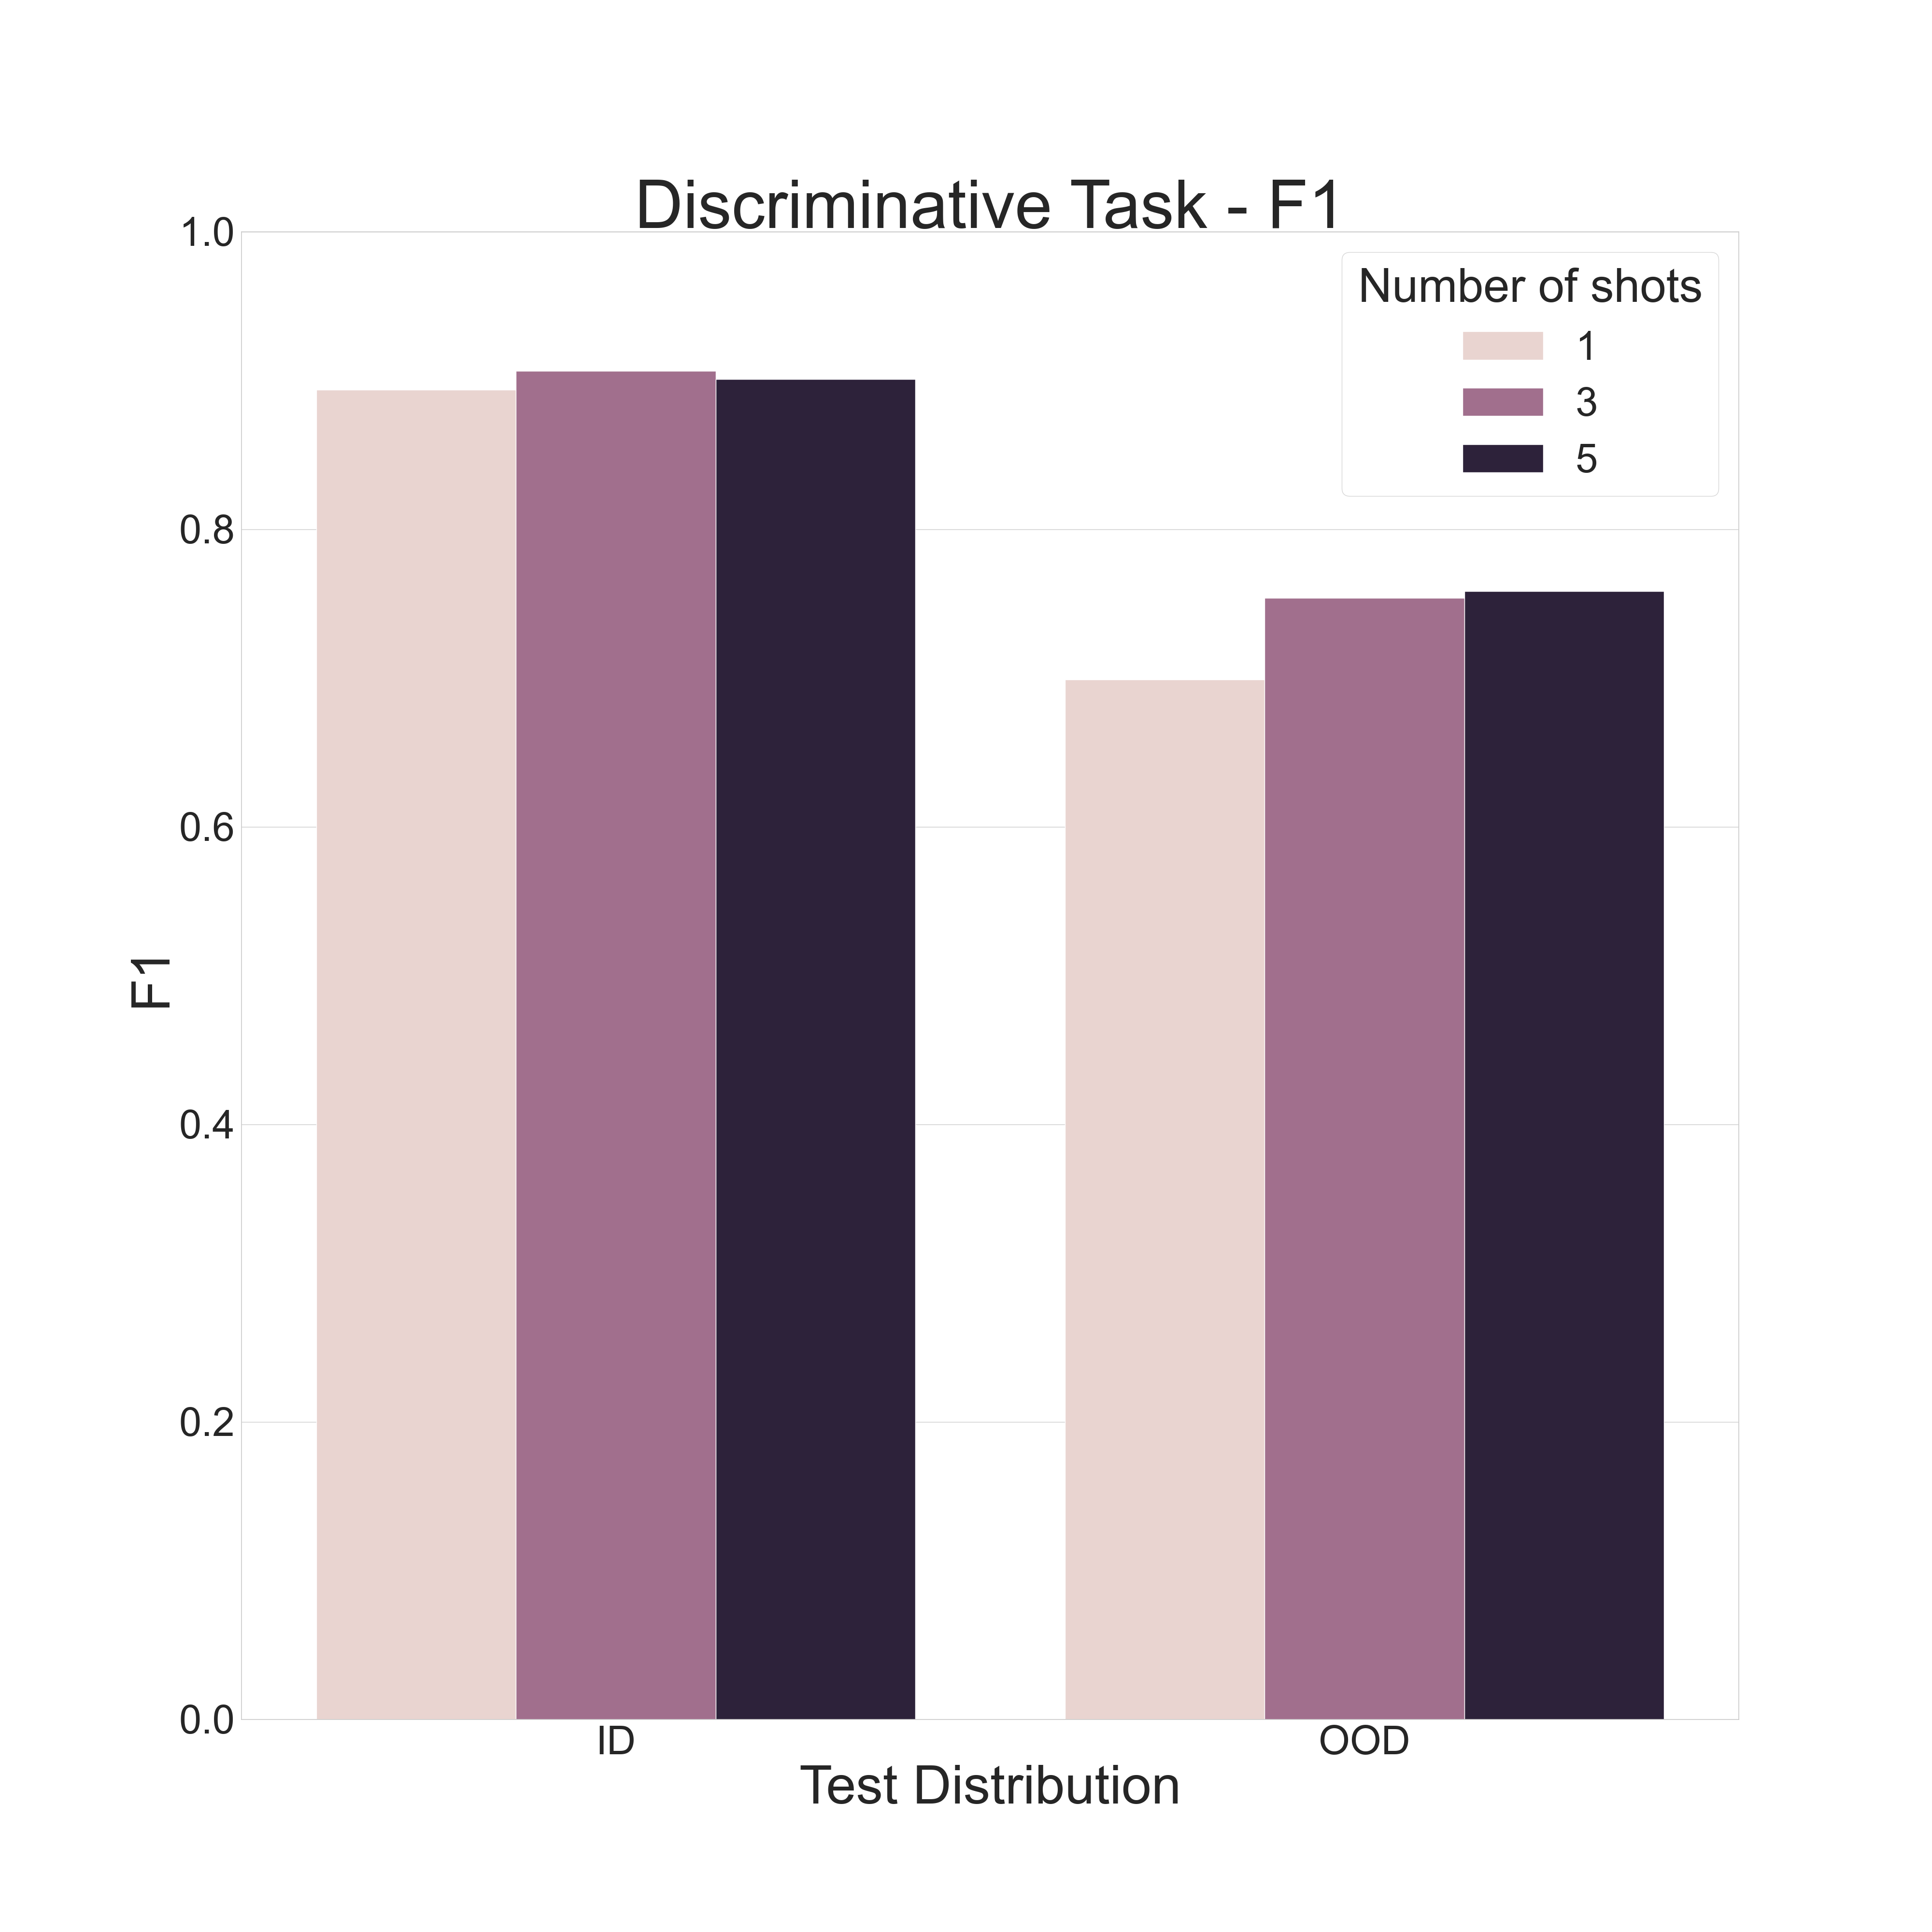 Discriminative Task - F1
1.0
0.8
0.6
0.4
0.2
0.0
F1
Number of shots
1
3
5
ID
OOD
Test Distribution